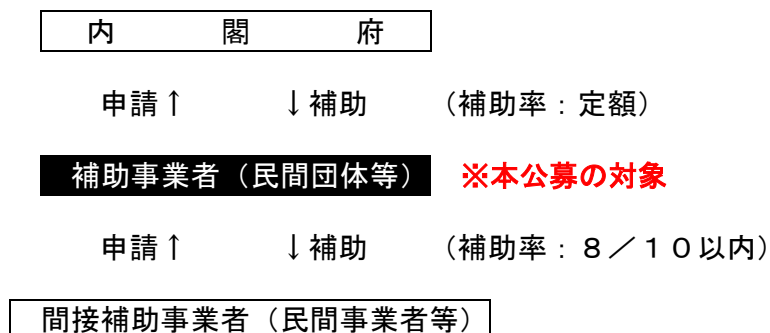 内　　閣　　府
申請↑　　↓補助　（補助率：定額）
補助事業者（民間団体等）　※本公募の対象
申請↑　　↓補助　（補助率：８／１０以内）
間接補助事業者（民間事業者等）